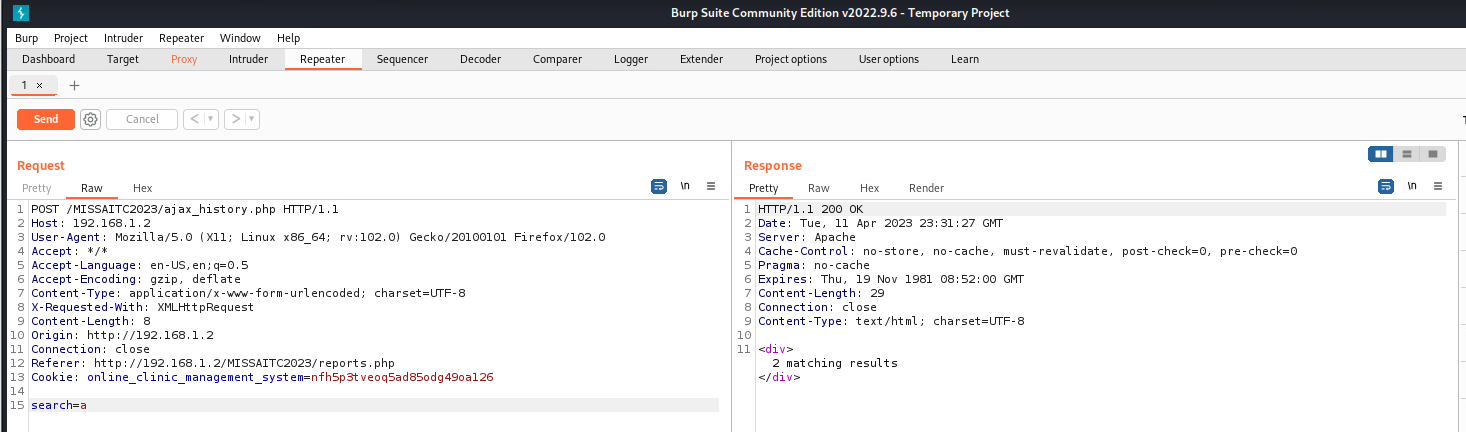 Burp Suite Community Edition v2022.9.6 - Temporary Project
Burp Project Intruder Repeater Window Help
Dashboard Target Proxy Intruder Repeater Sequencer Decoder Comparer Logger Extender Project options User options Learn
1 × +
Send Cancel < >
Request
Pretty Raw Hex \n
1 POST /MISSAITC2023/ajax_history.php HTTP/1.1
2 Host: 192.168.1.2
3 User-Agent: Mozilla/5.0 (X11; Linux x86_64; rv:102.0) Gecko/20100101 Firefox/102.0
4 Accept: */*
5 Accept-Language: en-US,en;q=0.5
6 Accept-Encoding: gzip, deflate
7 Content-Type: application/x-www-form-urlencoded; charset=UTF-8
8 X-Requested-With: XMLHttpRequest
9 Content-Length: 8
10 Origin: http://192.168.1.2
11 Connection: close
12 Referer: http://192.168.1.2/MISSAITC2023/reports.php
13 Cookie: online_clinic_management_system=nfh5p3tveoq5ad85odg49oa126
14
15 search=a
Response
Pretty Raw Hex Render \n
1 HTTP/1.1 200 OK
2 Date: Tue, 11 Apr 2023 23:31:27 GMT
3 Server: Apache
4 Cache-Control: no-store, no-cache, must-revalidate, post-check=0, pre-check=0
5 Pragma: no-cache
6 Expires: Thu, 19 Nov 1981 08:52:00 GMT
7 Content-Length: 29
8 Connection: close
9 Content-Type: text/html; charset=UTF-8
10
11 <div>
2 matching results
</div>